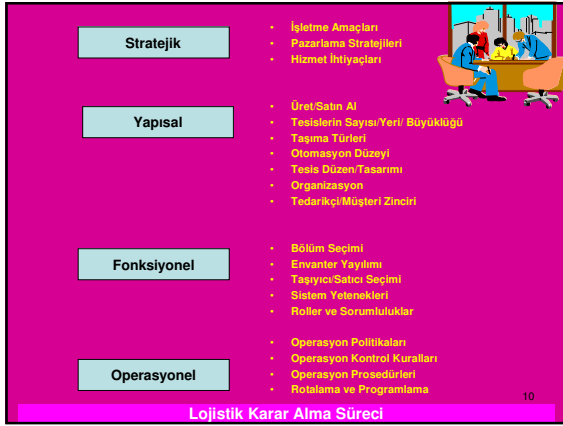 Stratejik
• İşletme Amaçları
• Pazarlama Stratejileri
• Hizmet İhtiyaçları
Yapısal
• Üret/Satın Al
• Tesislerin Sayısı/Yeri/ Büyüklüğü
• Taşıma Türleri
• Otomasyon Düzeyi
• Tesis Düzen/Tasarımı
• Organizasyon
• Tedarikçi/Müşteri Zinciri
Fonksiyonel
• Bölüm Seçimi
• Envanter Yayılımı
• Taşıyıcı/Satıcı Seçimi
• Sistem Yetenekleri
• Roller ve Sorumluluklar
Operasyonel
• Operasyon Politikaları
• Operasyon Kontrol Kuralları
• Operasyon Prosedürleri
• Rotalama ve Programlama
10
Lojistik Karar Alma Süreci